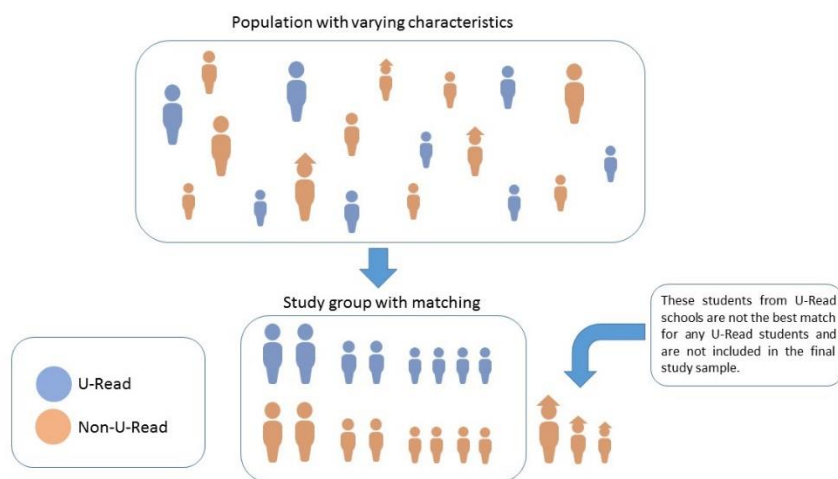 Population with varying characteristics
Study group with matching
These students from U-Read
schools are not the best match
for any U-Read students and
are not included in the final
study sample.
U-Read
Non-U-Read